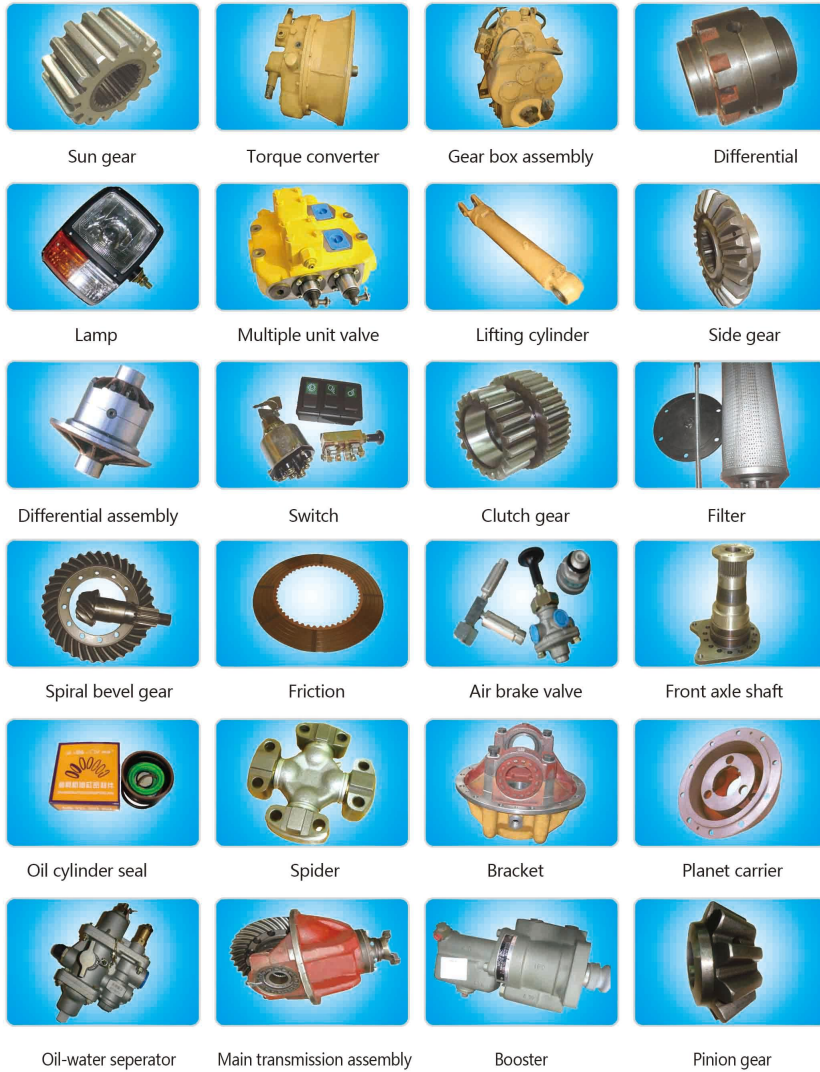 Sun gear
Torque converter
Gear box assembly
Differential
Lamp
Multiple unit valve
Lifting cylinder
Side gear
Differential assembly
Switch
Clutch gear
Filter
Spiral bevel gear
Friction
Air brake valve
Front axle shaft
Oil cylinder seal
Spider
Bracket
Planet carrier
Oil-water seperator
Main transmission assembly
Booster
Pinion gear